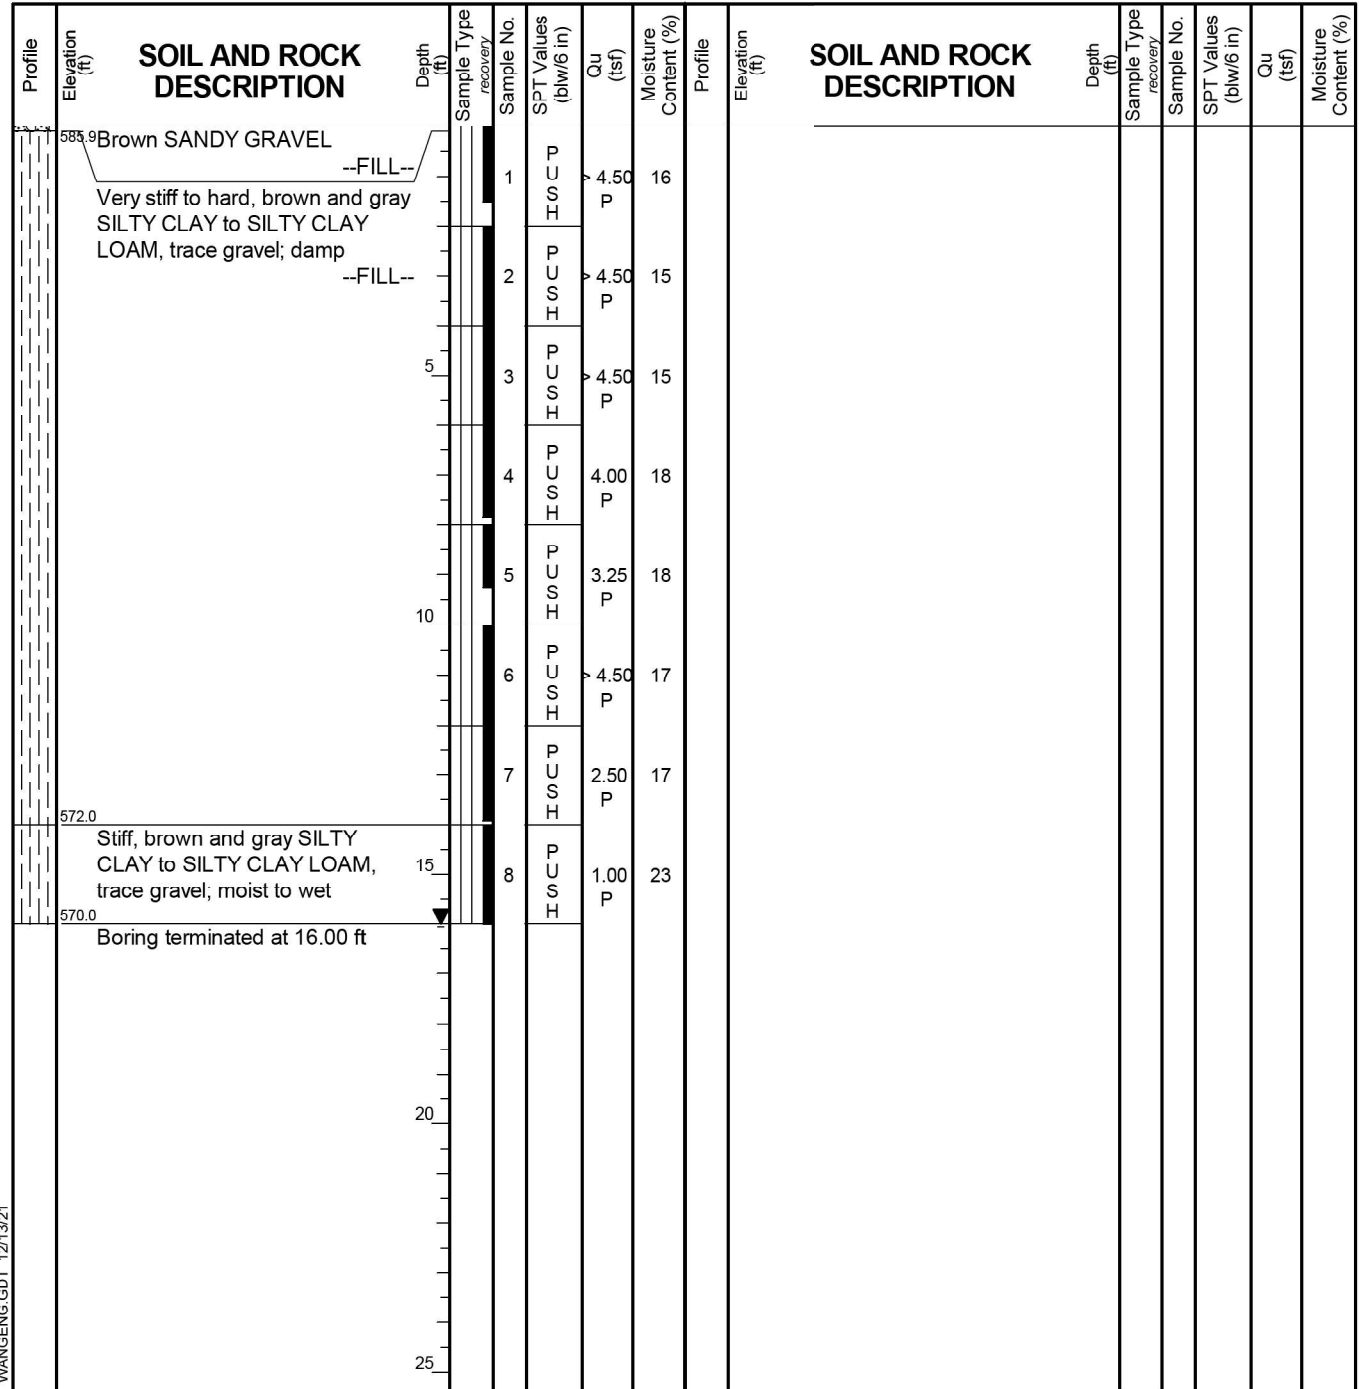 Profile
Elevation
(ft)
SOIL AND ROCK
DESCRIPTION
Depth
(ft)
Sample Type
recovery
Sample No.
SPT Values
(blw/6 in)
Qu
(tsf)
Moisture
Content (%)
Profile
Elevation
(ft)
SOIL AND ROCK
DESCRIPTION
Depth
(ft)
Sample Type
recovery
Sample No.
SPT Values
(blw/6 in)
Qu
(tsf)
Moisture
Content (%)
585.9 Brown SANDY GRAVEL
--FILL--
Very stiff to hard, brown and gray
SILTY CLAY to SILTY CLAY
LOAM, trace gravel; damp
--FILL--
1 PUSH > 4.50 P 16
2 PUSH > 4.50 P 15
5
3 PUSH > 4.50 P 15
4 PUSH 4.00 P 18
5 PUSH 3.25 P 18
10
6 PUSH > 4.50 P 17
7 PUSH 2.50 P 17
572.0
Stiff, brown and gray SILTY
CLAY to SILTY CLAY LOAM,
trace gravel; moist to wet
15
8 PUSH 1.00 P 23
570.0
Boring terminated at 16.00 ft
20
25
WANGENG.GDT 12/13/21